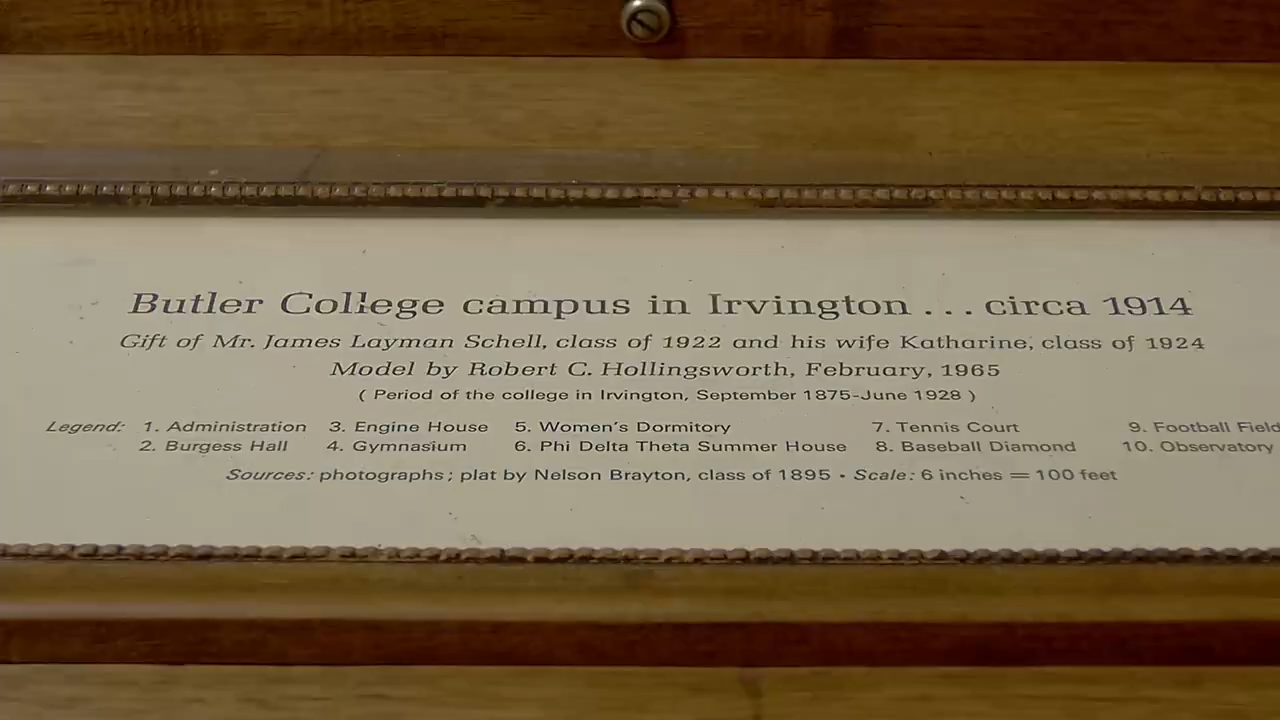 Butler College campus in Irvington . . . circa 1914
Gift of Mr. James Layman Schell, class of 1922 and his wife Katharine, class of 1924
Model by Robert C. Hollingsworth, February, 1965
( Period of the college in Irvington, September 1875-June 1928 )
Legend: 1. Administration 3. Engine House 5. Women's Dormitory 7. Tennis Court 9. Football Field
2. Burgess Hall 4. Gymnasium 6. Phi Delta Theta Summer House 8. Baseball Diamond 10. Observatory
Sources: photographs; plat by Nelson Brayton, class of 1895 • Scale: 6 inches = 100 feet